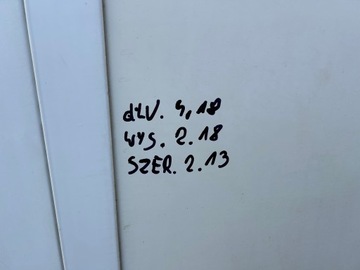 dŁU. 4,18
WYS. 2.18
SZER. 2.13